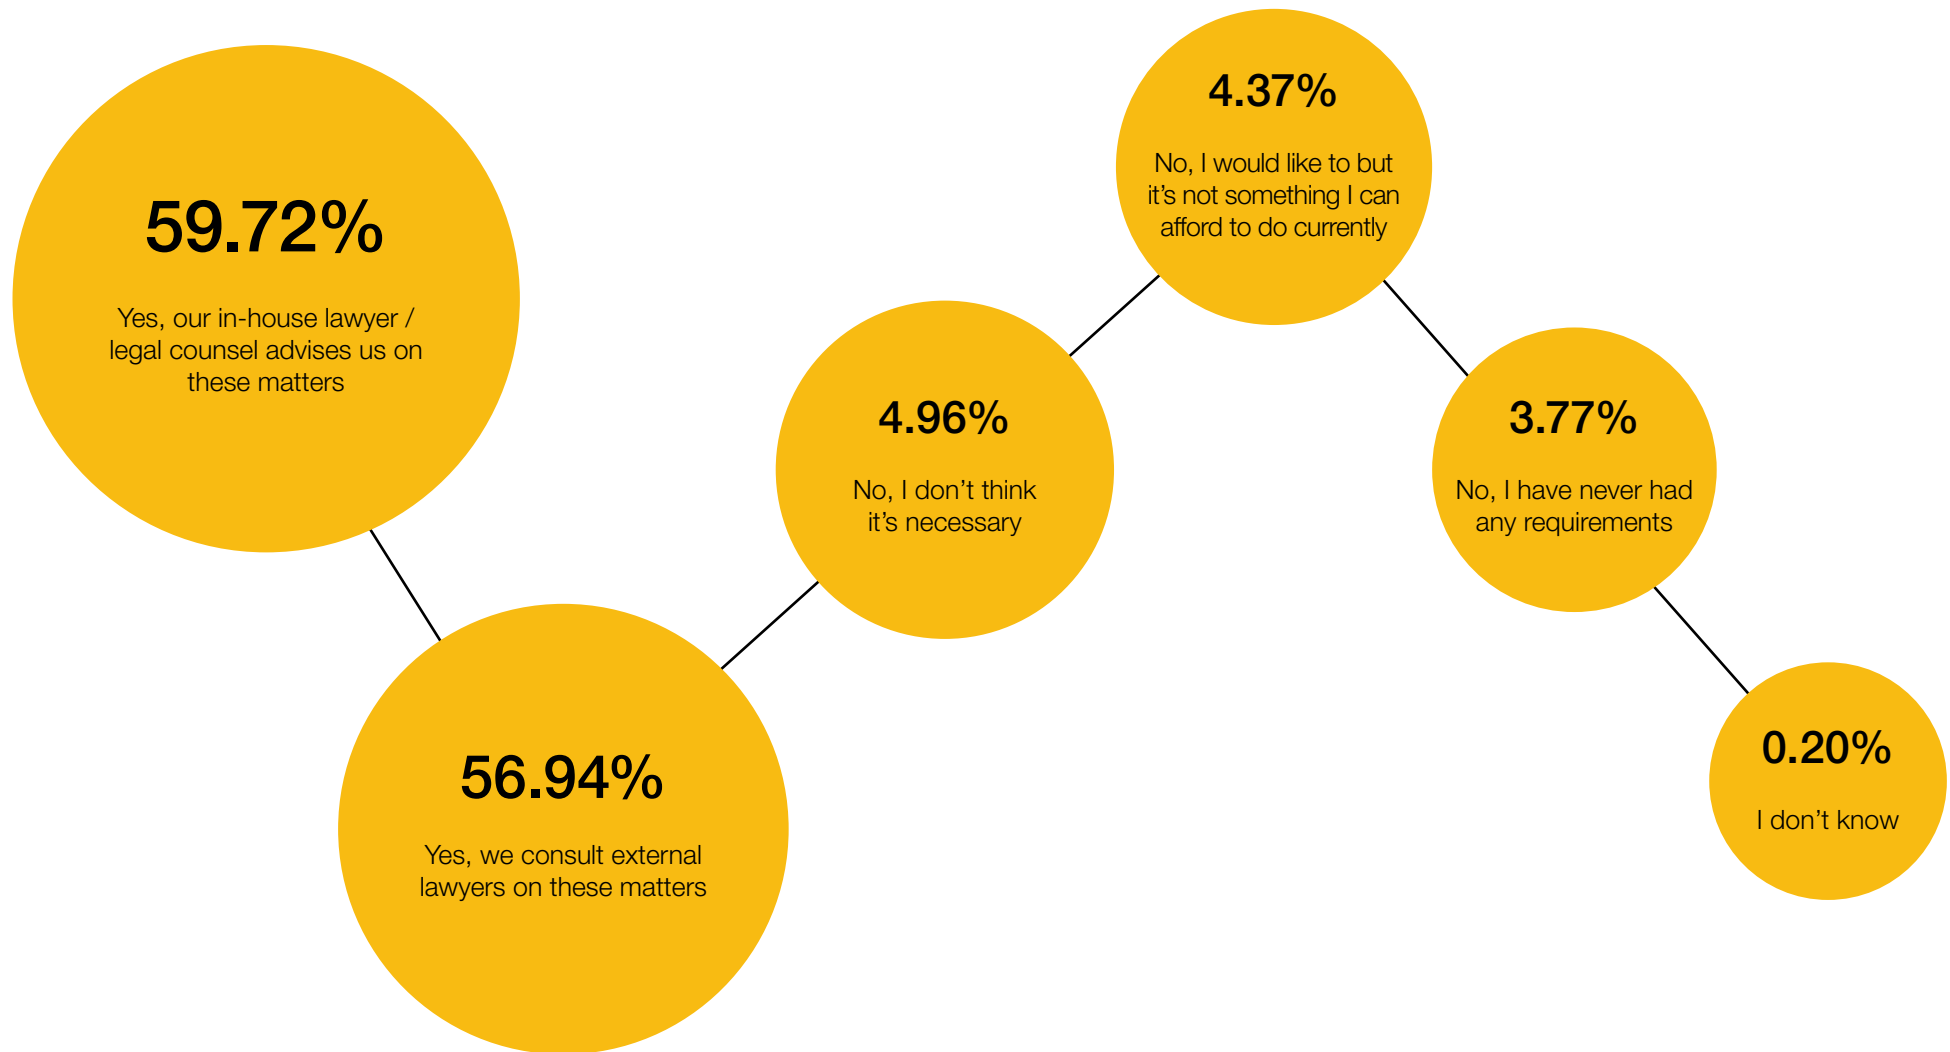 59.72%
Yes, our in-house lawyer /
legal counsel advises us on
these matters
56.94%
Yes, we consult external
lawyers on these matters
4.96%
No, I don’t think
it’s necessary
4.37%
No, I would like to but
it’s not something I can
afford to do currently
3.77%
No, I have never had
any requirements
0.20%
I don’t know